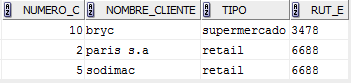 NUMERO_C NOMBRE_CLIENTE TIPO RUT_E
10 bryc supermercado 3478
2 paris s.a retail 6688
5 sodimac retail 6688